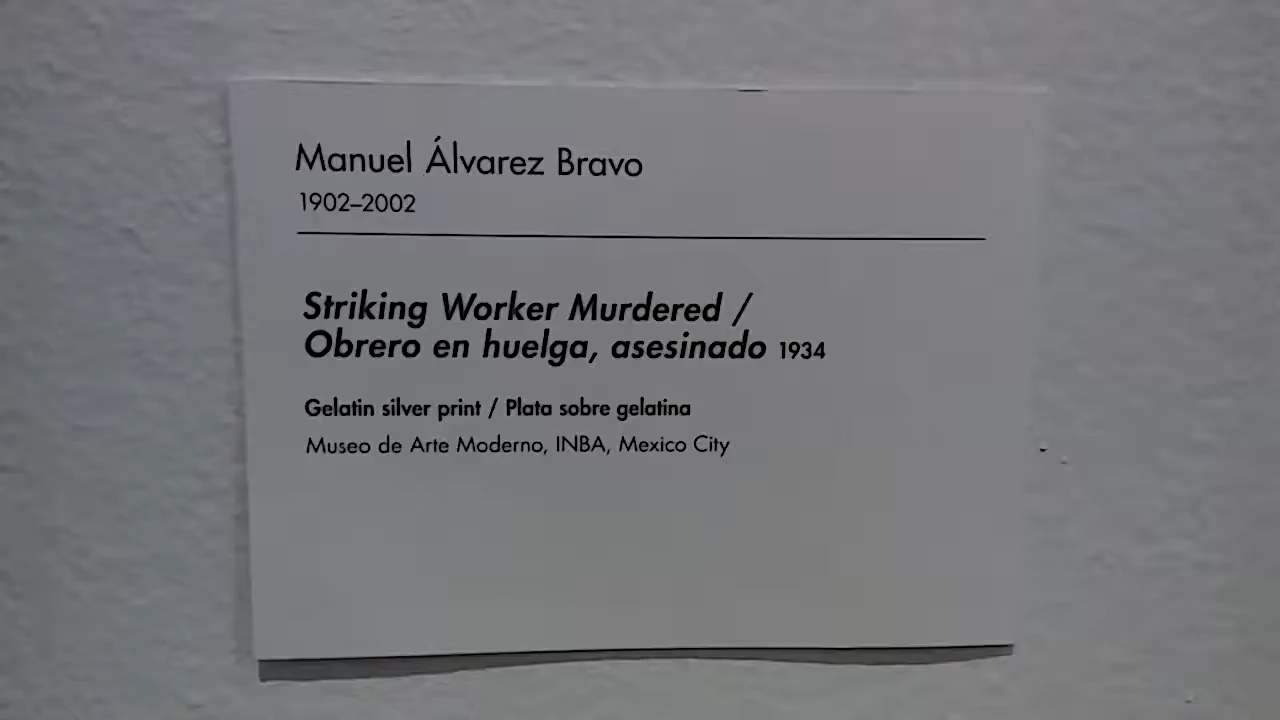 Manuel Álvarez Bravo
1902–2002
Striking Worker Murdered /
Obrero en huelga, asesinado 1934
Gelatin silver print / Plata sobre gelatina
Museo de Arte Moderno, INBA, Mexico City